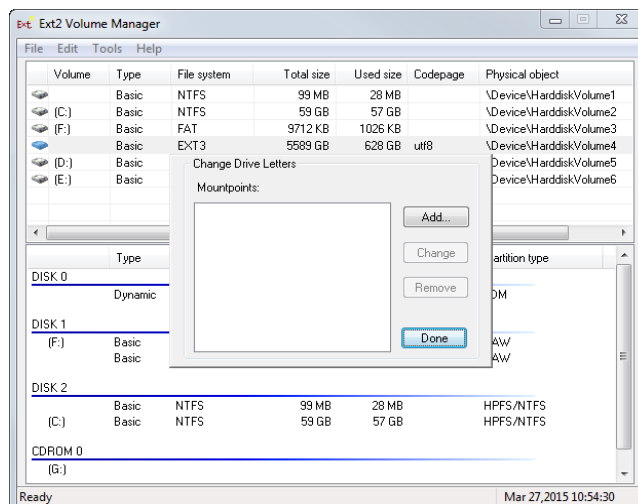 Ext2 Volume Manager
File Edit Tools Help
Volume Type File system Total size Used size Codepage Physical object
Basic NTFS 99 MB 28 MB \Device\HarddiskVolume1
(C:) Basic NTFS 59 GB 57 GB \Device\HarddiskVolume2
(F:) Basic FAT 9712 KB 1026 KB \Device\HarddiskVolume3
Basic EXT3 5589 GB 628 GB utf8 \Device\HarddiskVolume4
(D:) Basic Device\HarddiskVolume5
(E:) Basic Device\HarddiskVolume6
Change Drive Letters
Mountpoints:
Add...
Change
Remove
Done
Type artition type
DISK 0
Dynamic DM
DISK 1
(F:) Basic AW
Basic AW
DISK 2
Basic NTFS 99 MB 28 MB HPFS/NTFS
(C:) Basic NTFS 59 GB 57 GB HPFS/NTFS
CDROM 0
(G:)
Ready Mar 27,2015 10:54:30